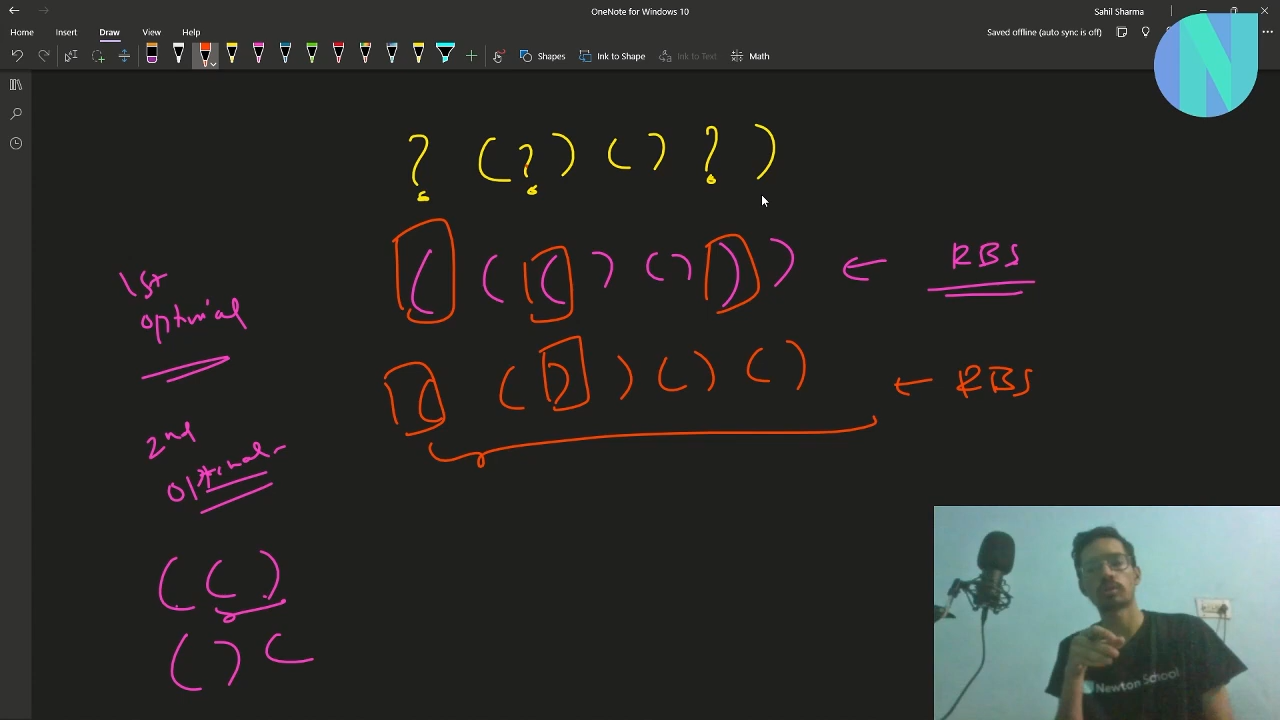 OneNote for Windows 10
Sahil Sharma
Home Insert Draw View Help
Saved offline (auto sync is off)
Shapes Ink to Shape Ink to Text Math
? ( ? ) ( ) ? )
( ( ( ) ( ) ) ) ← RBS
1st
optimial
( ( ) ) ( ) ( ) ← RBS
2nd
optimal
( ( )
( ) (
Newton School